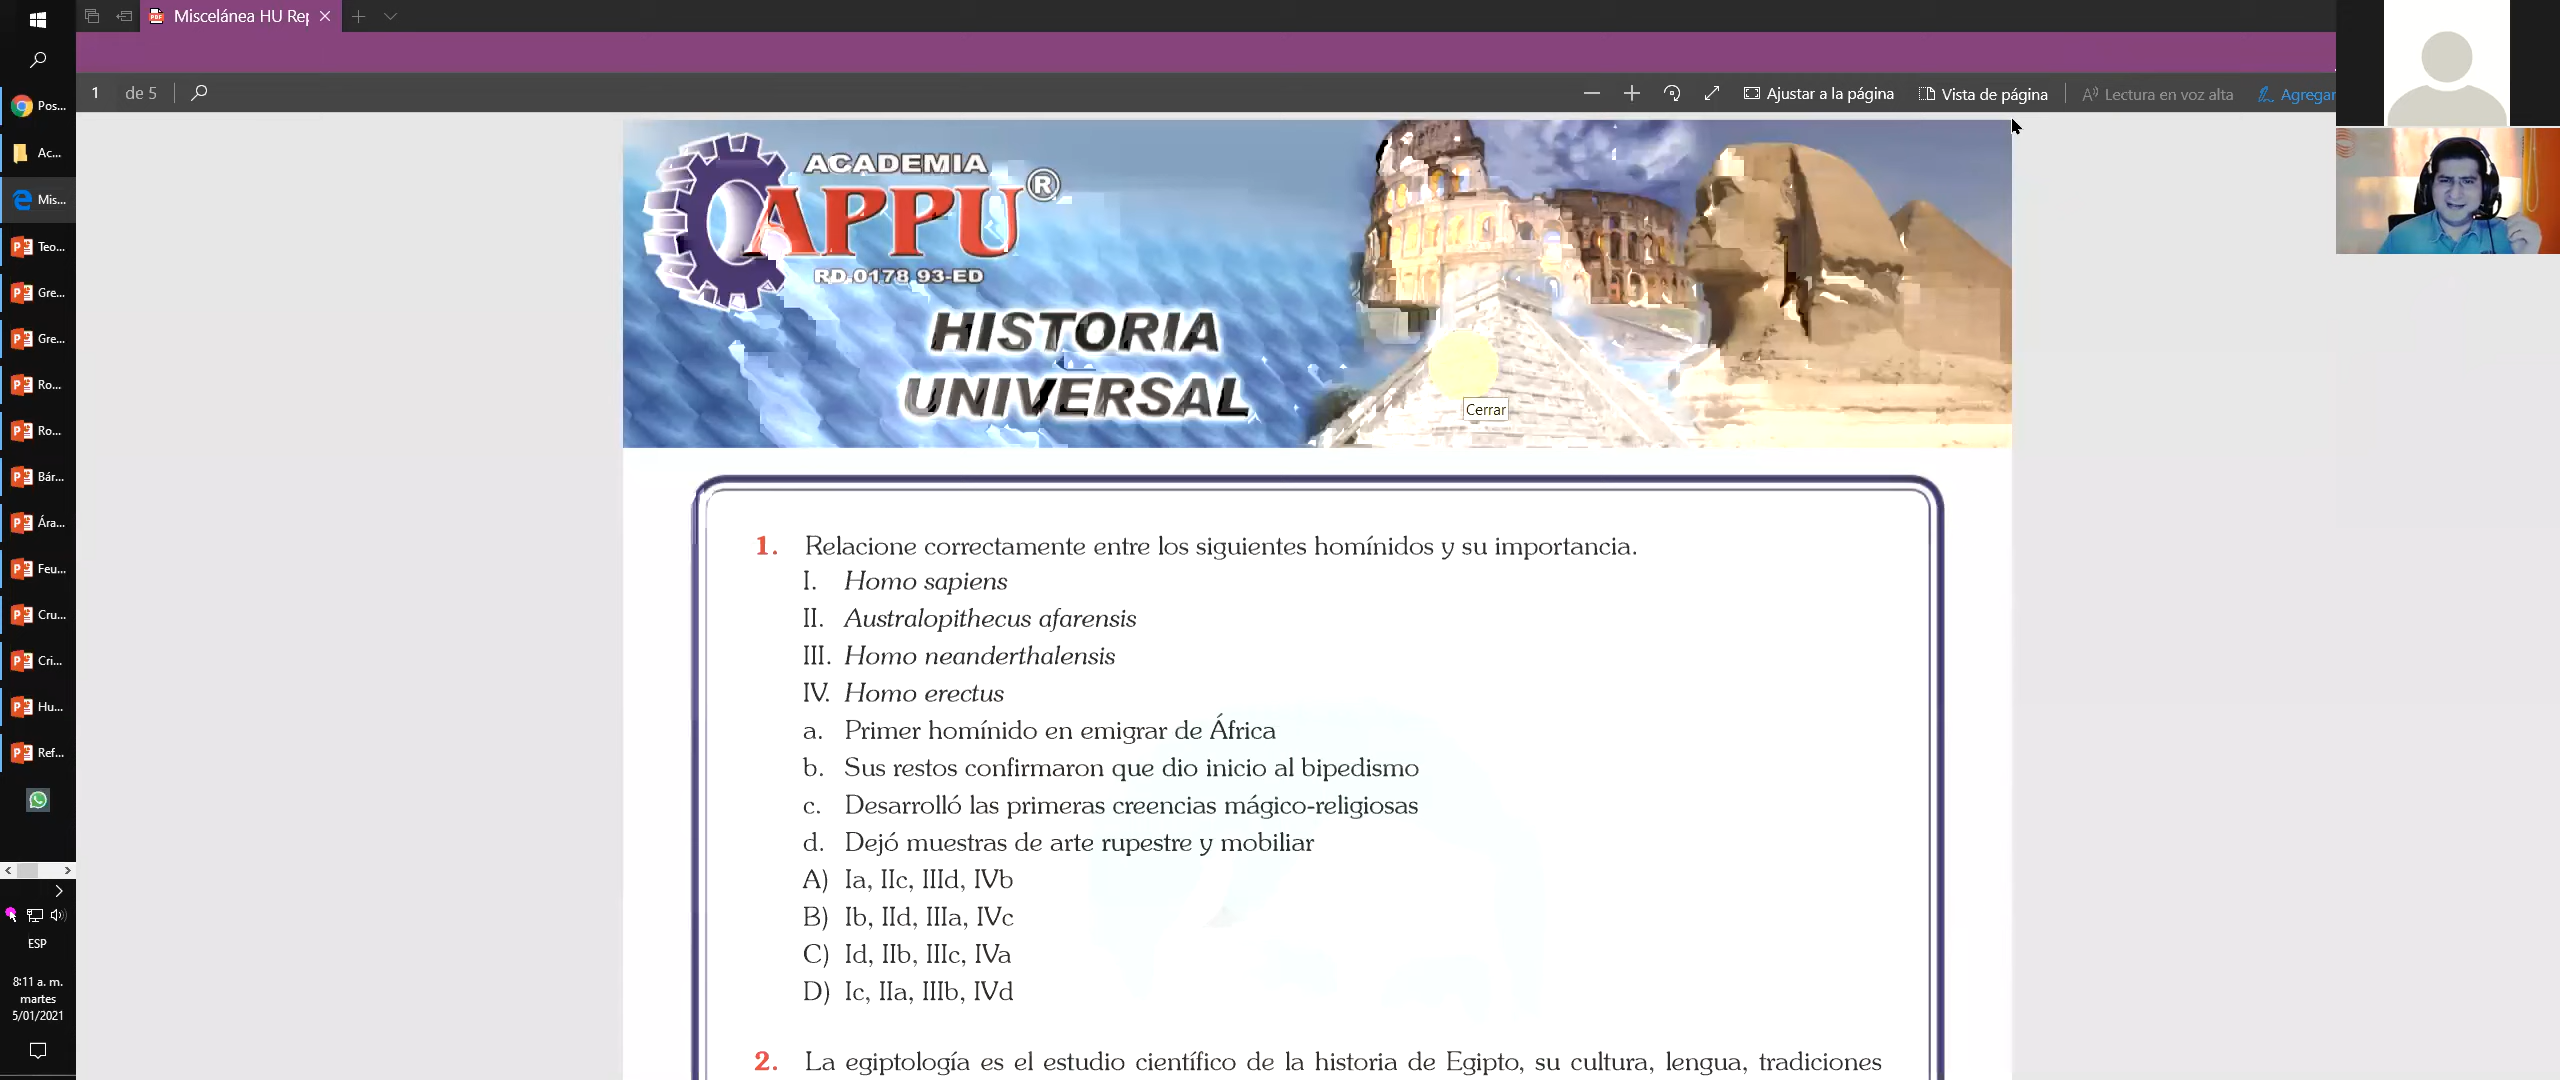 Miscelánea HU Rep
1 de 5
Ajustar a la página
Vista de página
Lectura en voz alta
Agregar
Pos...
Ac...
Mis...
Teo...
Gre...
Gre...
Ro...
Ro...
Bár...
Ára...
Feu...
Cru...
Cri...
Hu...
Ref...
ESP
8:11 a. m.
martes
5/01/2021
ACADEMIA
APPU®
RD.0178 93-ED
HISTORIA
UNIVERSAL
Cerrar
1. Relacione correctamente entre los siguientes homínidos y su importancia.
I. Homo sapiens
II. Australopithecus afarensis
III. Homo neanderthalensis
IV. Homo erectus
a. Primer homínido en emigrar de África
b. Sus restos confirmaron que dio inicio al bipedismo
c. Desarrolló las primeras creencias mágico-religiosas
d. Dejó muestras de arte rupestre y mobiliar
A) Ia, IIc, IIId, IVb
B) Ib, IId, IIIa, IVc
C) Id, IIb, IIIc, IVa
D) Ic, IIa, IIIb, IVd
2. La egiptología es el estudio científico de la historia de Egipto, su cultura, lengua, tradiciones